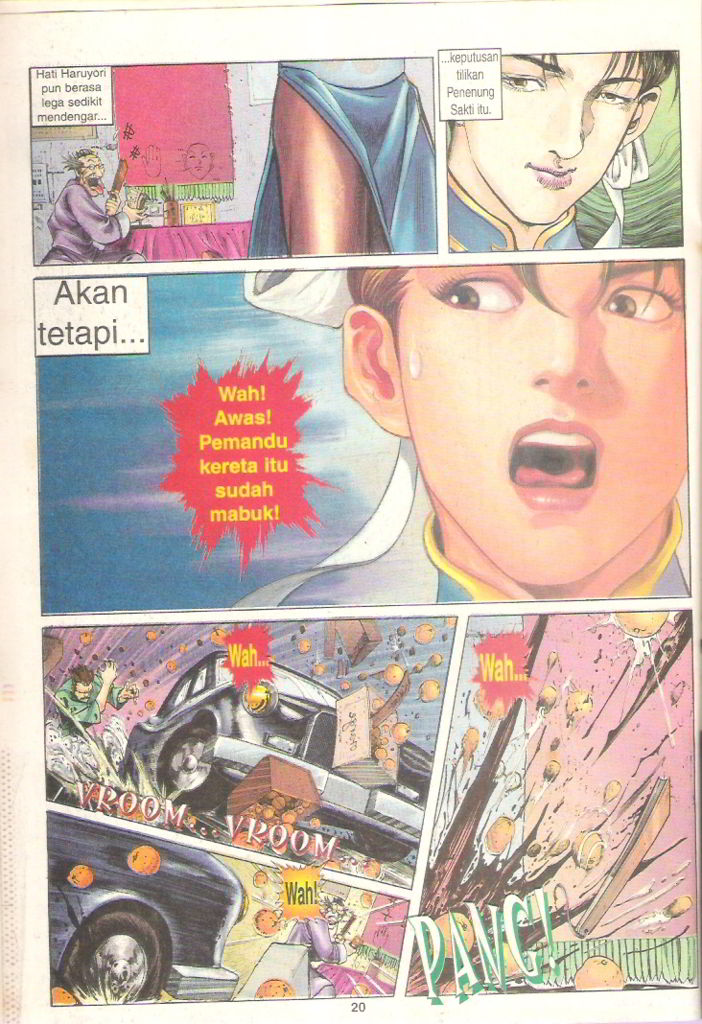 Hati Haruyori
pun berasa
lega sedikit
mendengar...
...keputusan
tilikan
Penenung
Sakti itu.
Akan
tetapi...
Wah!
Awas!
Pemandu
kereta itu
sudah
mabuk!
Wah...
VROOM... VROOM...
Wah...
Wah!
PANG!
20